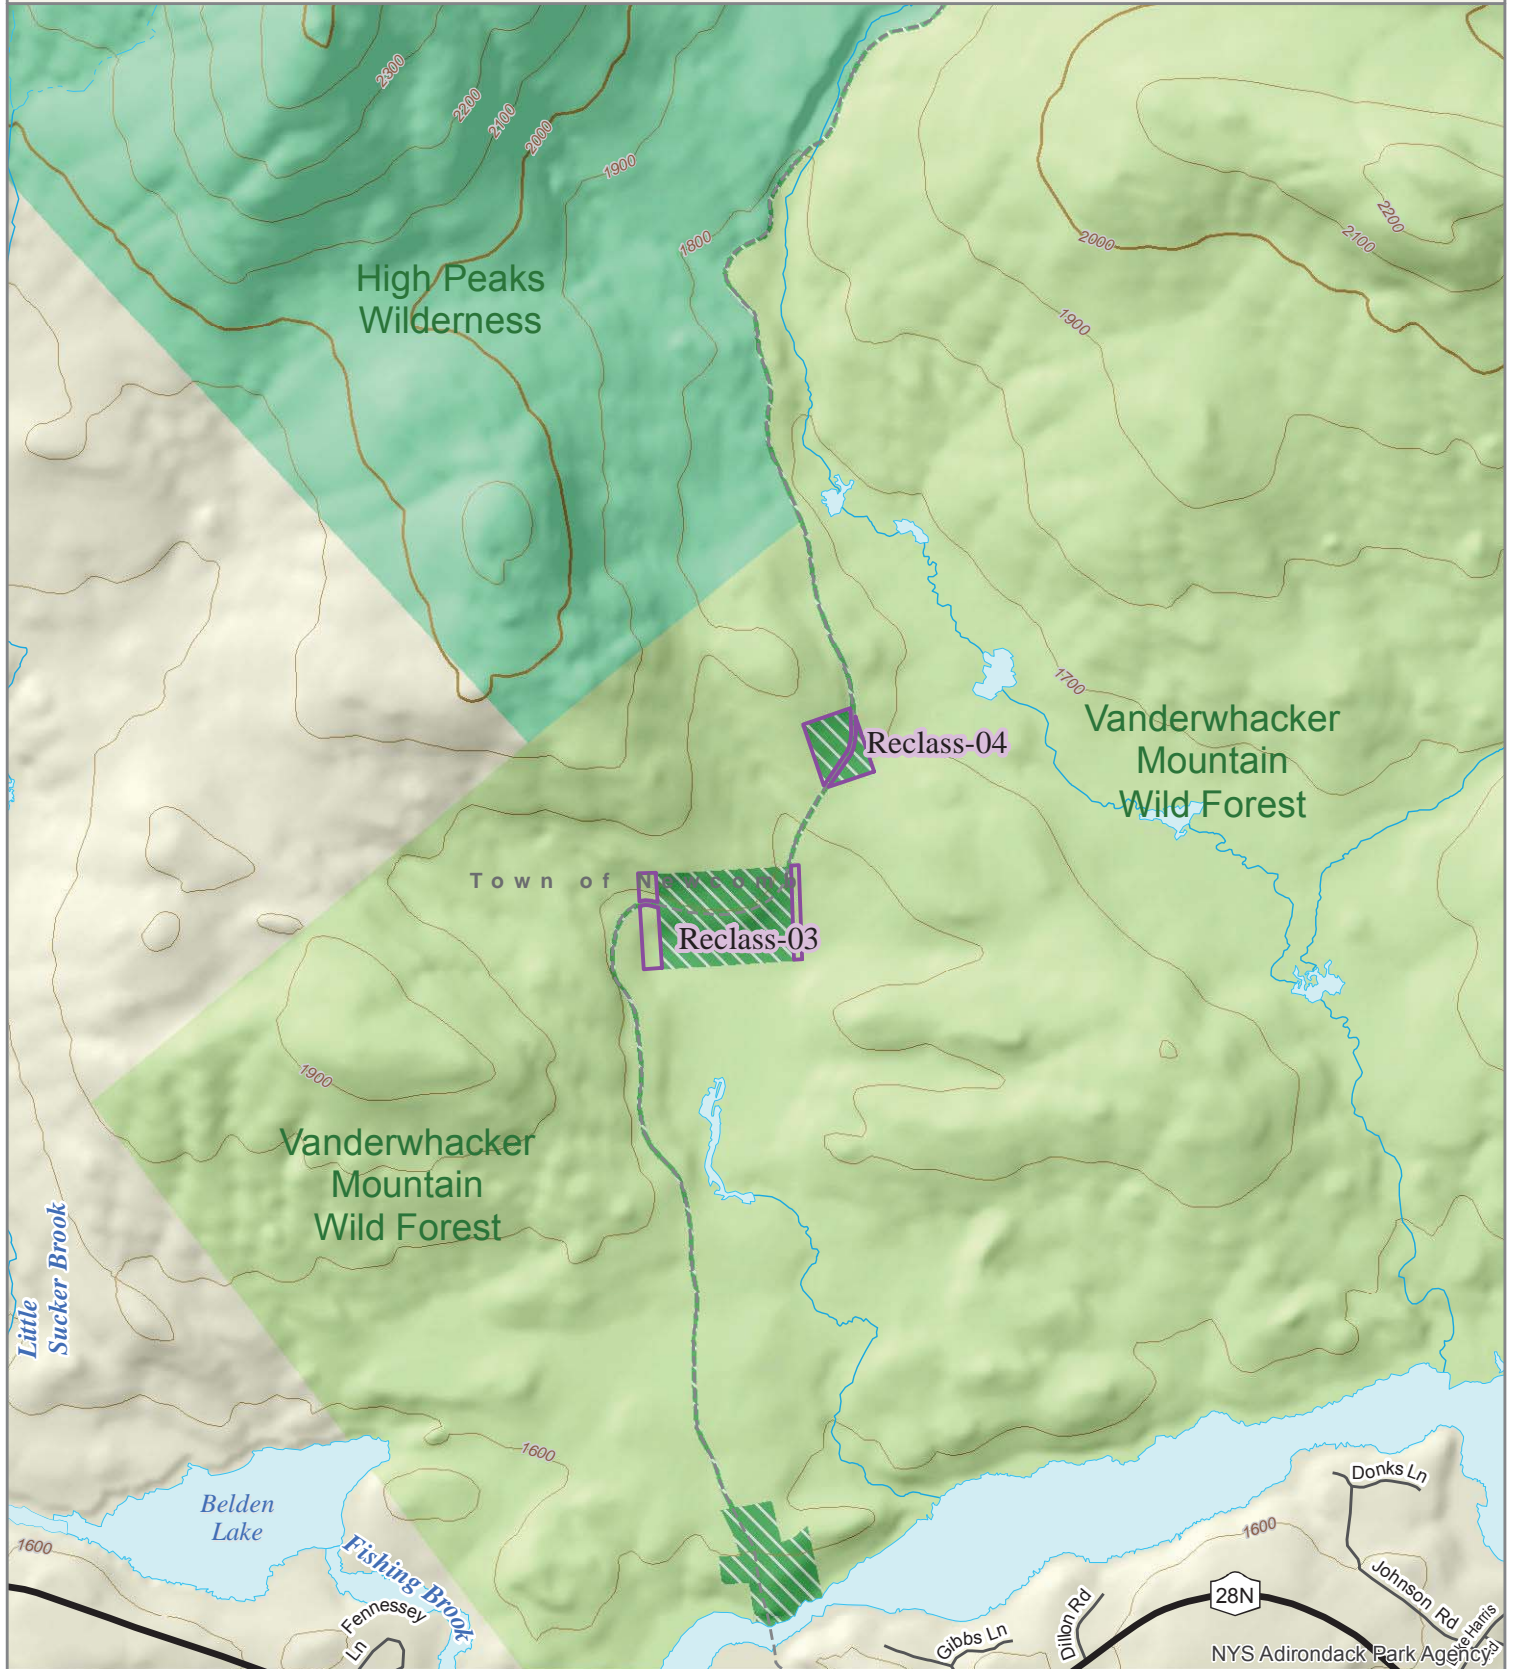 2300
2200
2100
2000
1900
1800
2200
2100
2000
1900
High Peaks
Wilderness
1700
Vanderwhacker
Mountain
Wild Forest
Reclass-04
Town of Newcomb
Reclass-03
1900
Vanderwhacker
Mountain
Wild Forest
Little
Sucker Brook
1600
Belden
Lake
Fishing Brook
1600
Fennessey
Ln
Donks Ln
1600
Johnson Rd
28N
Dillon Rd
Gibbs Ln
Harris
NYS Adirondack Park Agency